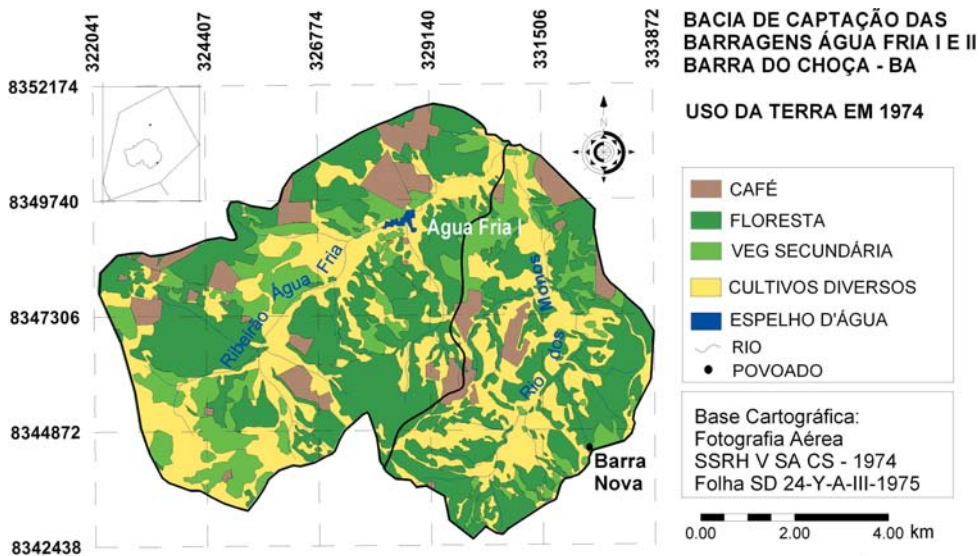 322041
324407
326774
329140
331506
333872
8352174
8349740
8347306
8344872
8342438
N
Água Fria I
Ribeirão Água Fria
Rio dos Monos
Barra
Nova
BACIA DE CAPTAÇÃO DAS
BARRAGENS ÁGUA FRIA I E II
BARRA DO CHOÇA - BA
USO DA TERRA EM 1974
CAFÉ
FLORESTA
VEG SECUNDÁRIA
CULTIVOS DIVERSOS
ESPELHO D'ÁGUA
RIO
POVOADO
Base Cartográfica:
Fotografia Aérea
SSRH V SA CS - 1974
Folha SD 24-Y-A-III-1975
0.00 2.00 4.00 km